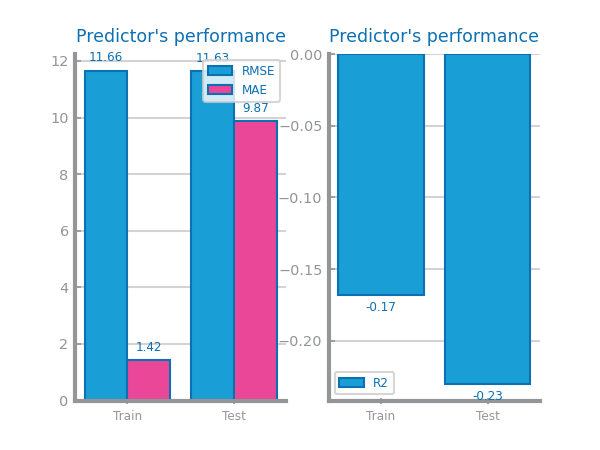 Predictor's performance
12
10
8
6
4
2
0
11.66
1.42
11.63
9.87
RMSE
MAE
Train
Test
Predictor's performance
0.00
−0.05
−0.10
−0.15
−0.20
-0.17
-0.23
R2
Train
Test